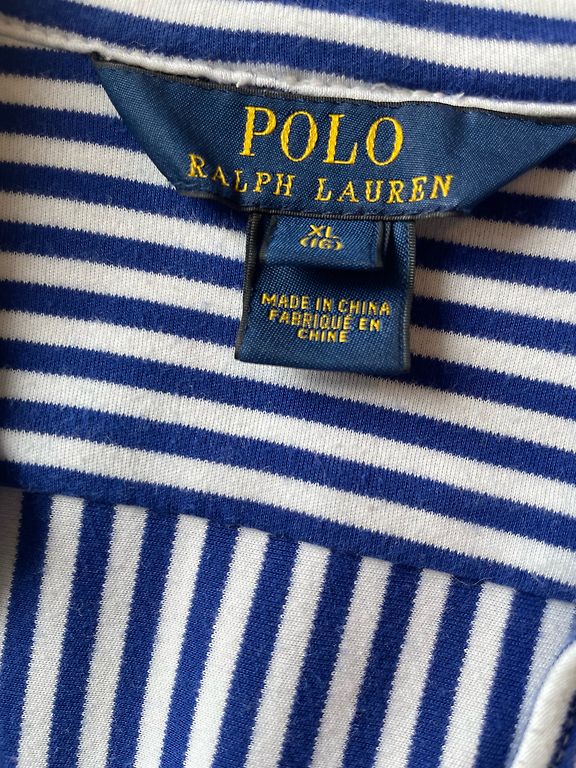 POLO
RALPH LAUREN
XL
(16)
MADE IN CHINA
FABRIQUÉ EN
CHINE